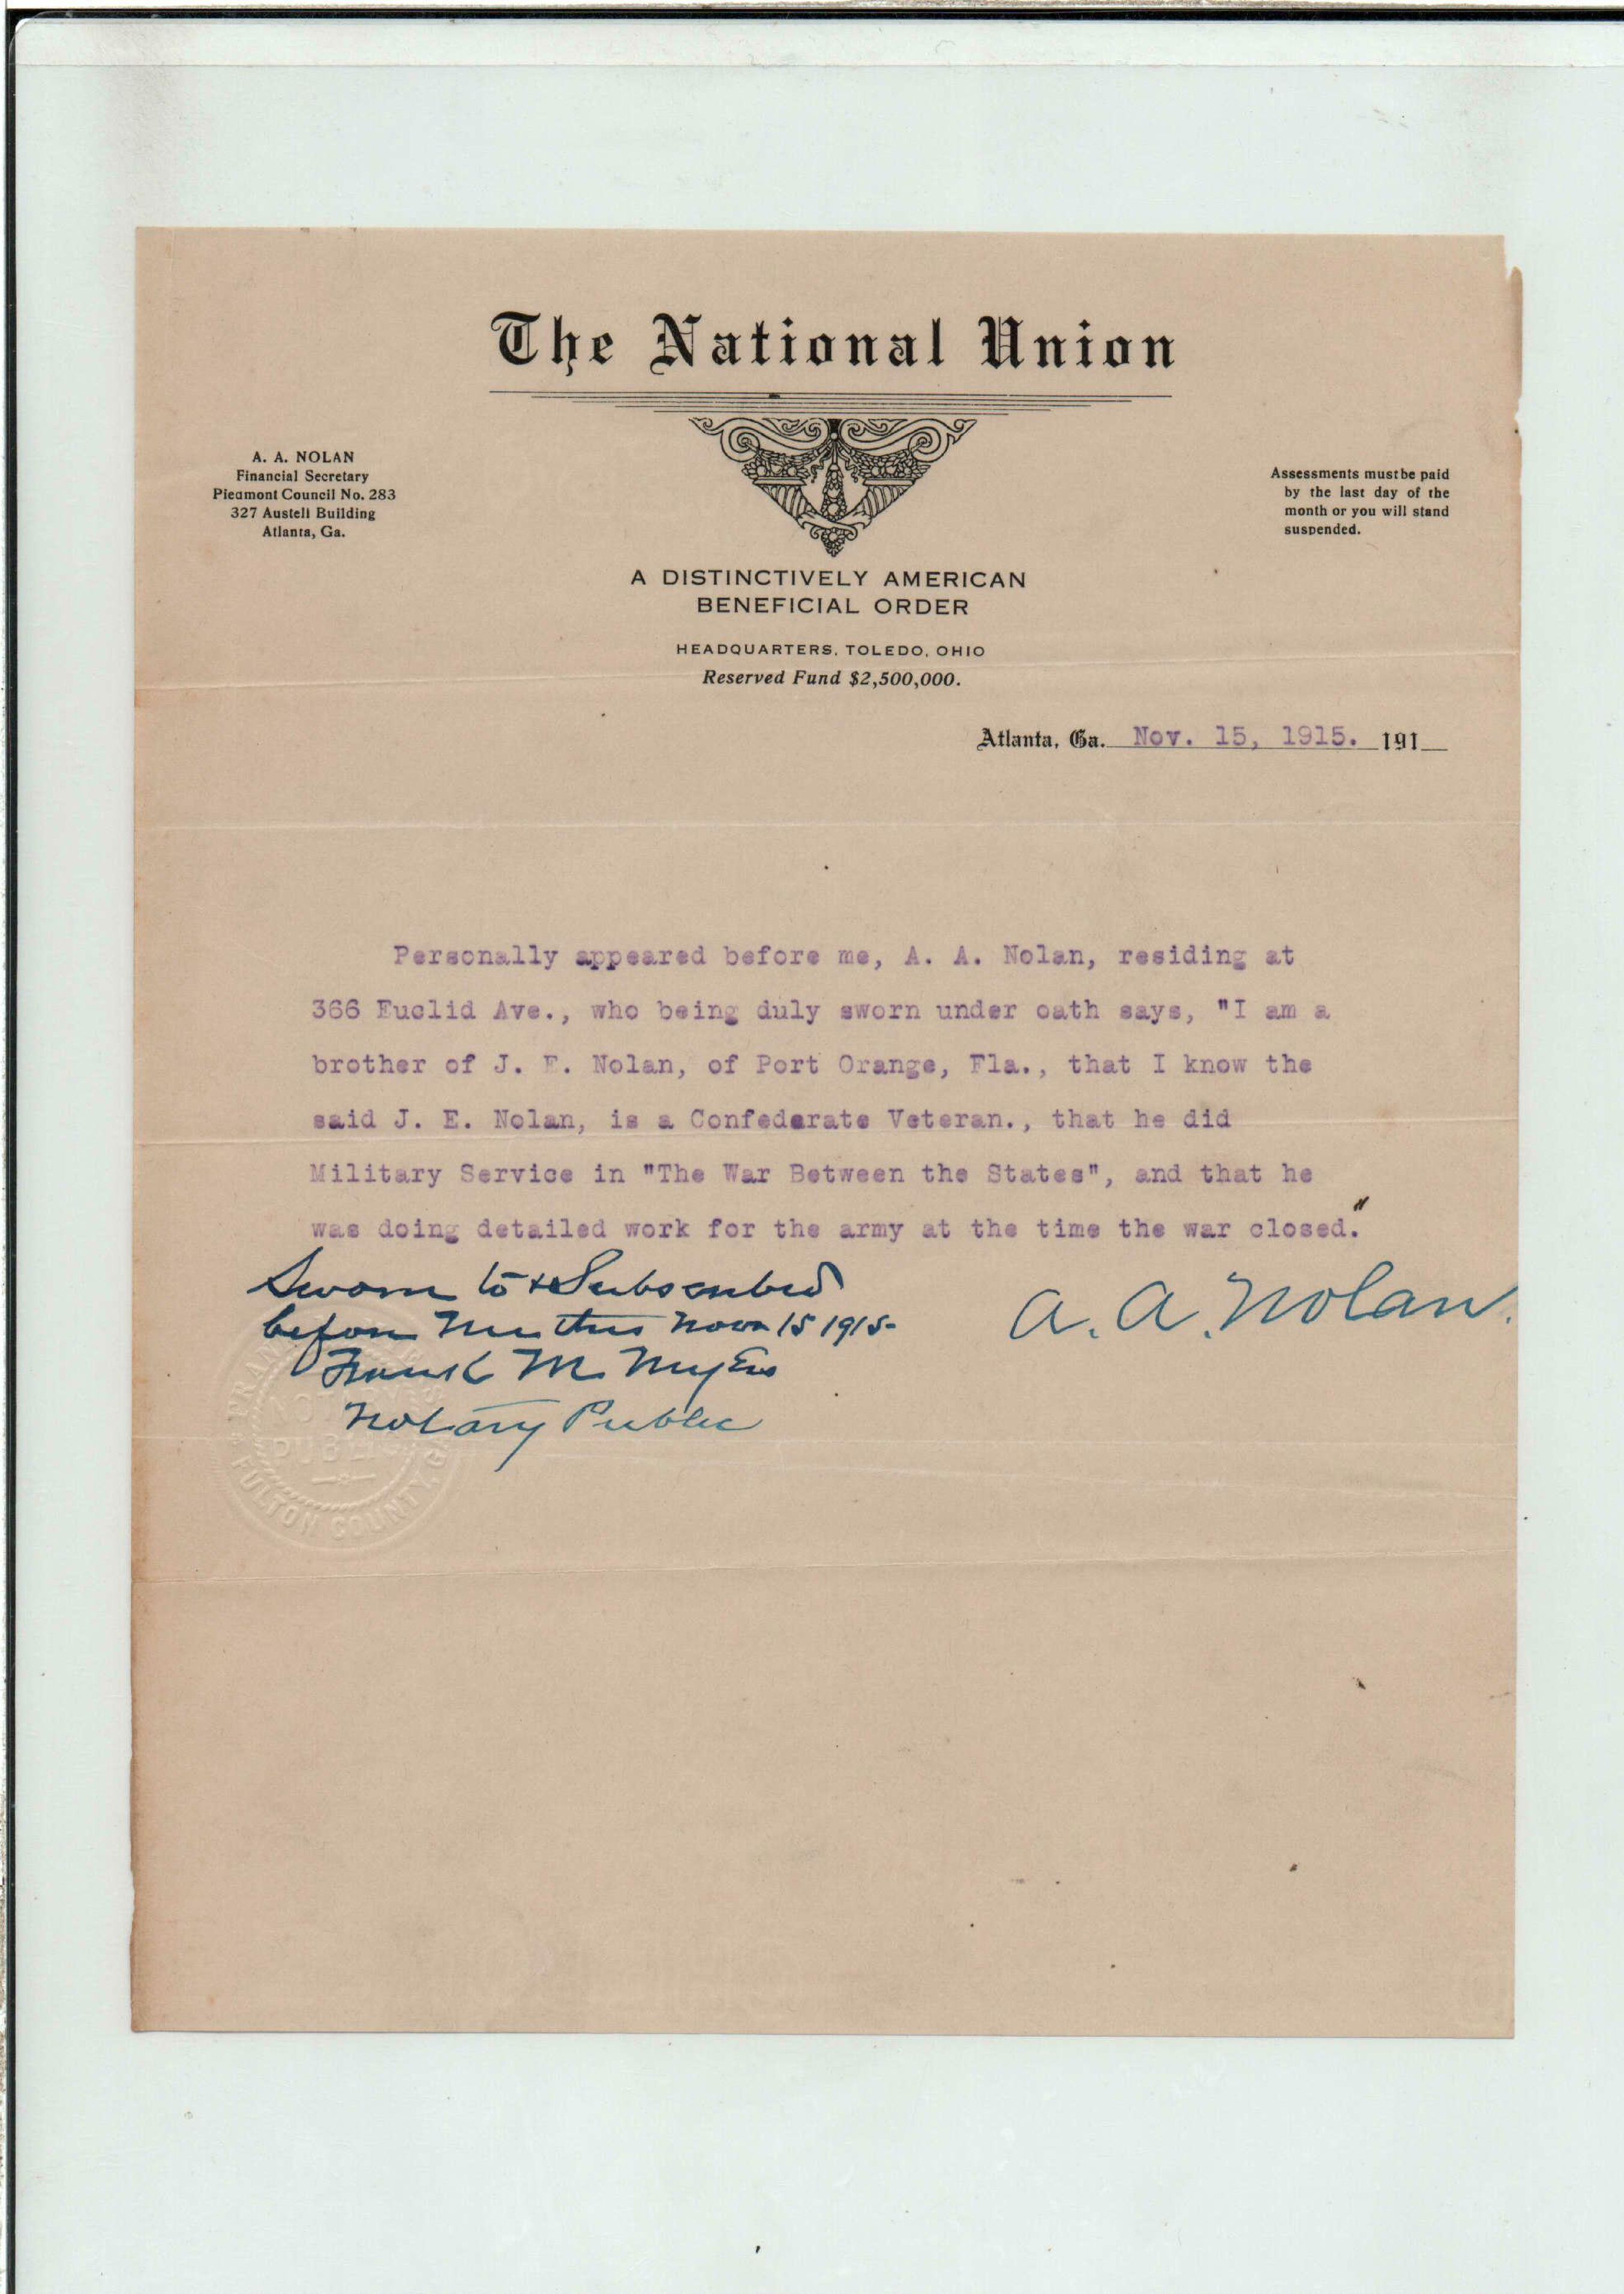 The National Union
A. A. NOLAN
Financial Secretary
Piedmont Council No. 283
327 Austell Building
Atlanta, Ga.
Assessments must be paid
by the last day of the
month or you will stand
suspended.
A DISTINCTIVELY AMERICAN
BENEFICIAL ORDER
HEADQUARTERS, TOLEDO, OHIO
Reserved Fund $2,500,000.
Atlanta, Ga. Nov. 15, 1915. 191
Personally appeared before me, A. A. Nolan, residing at
366 Euclid Ave., who being duly sworn under oath says, "I am a
brother of J. E. Nolan, of Port Orange, Fla., that I know the
said J. E. Nolan, is a Confederate Veteran., that he did
Military Service in "The War Between the States", and that he
was doing detailed work for the army at the time the war closed."
Sworn to & Subscribed
before me this Nov 15 1915-
A. A. Nolan.
Frank M Myers
Notary Public
PUBLIC
FULTON COUNTY, GA